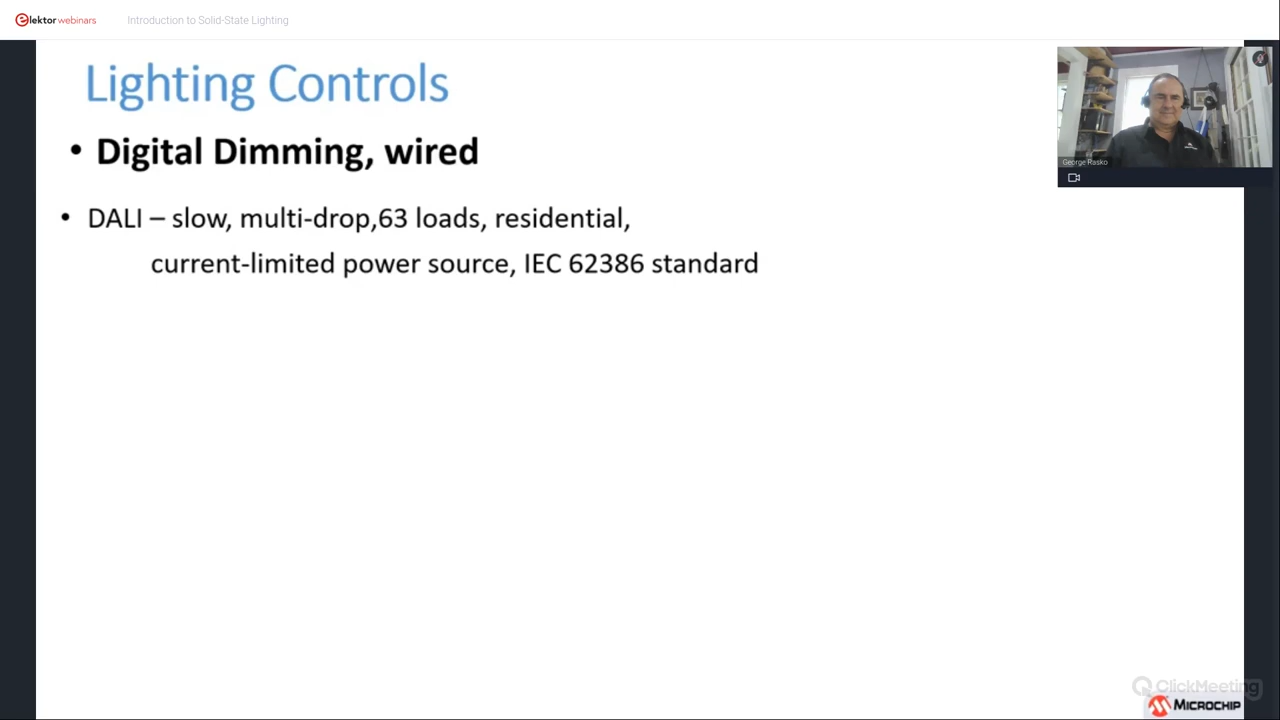 elektor webinars
Introduction to Solid-State Lighting
Lighting Controls
George Rasko
• Digital Dimming, wired
• DALI – slow, multi-drop,63 loads, residential,
current-limited power source, IEC 62386 standard
ClickMeeting
MICROCHIP